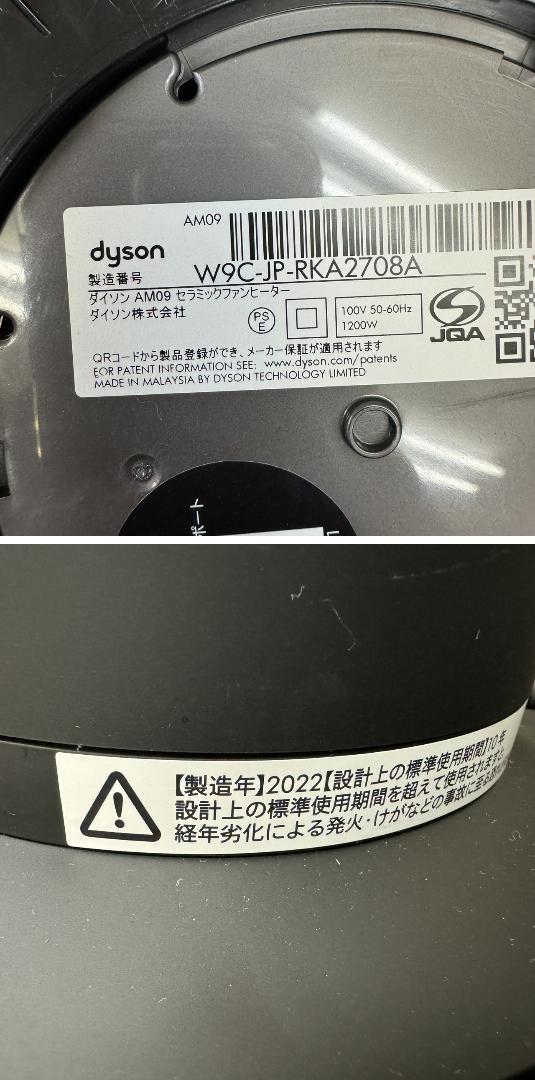 AM09
dyson
製造番号 W9C-JP-RKA2708A
ダイソン AM09 セラミックファンヒーター
ダイソン株式会社
PS
E
100V 50-60Hz
1200W
JQA
QRコードから製品登録ができ、メーカー保証が適用されます
FOR PATENT INFORMATION SEE: www.dyson.com/patents
MADE IN MALAYSIA BY DYSON TECHNOLOGY LIMITED
ポート
【製造年】2022【設計上の標準使用期間】10年
設計上の標準使用期間を超えて使用されますと、
経年劣化による発火・けがなどの事故に至る